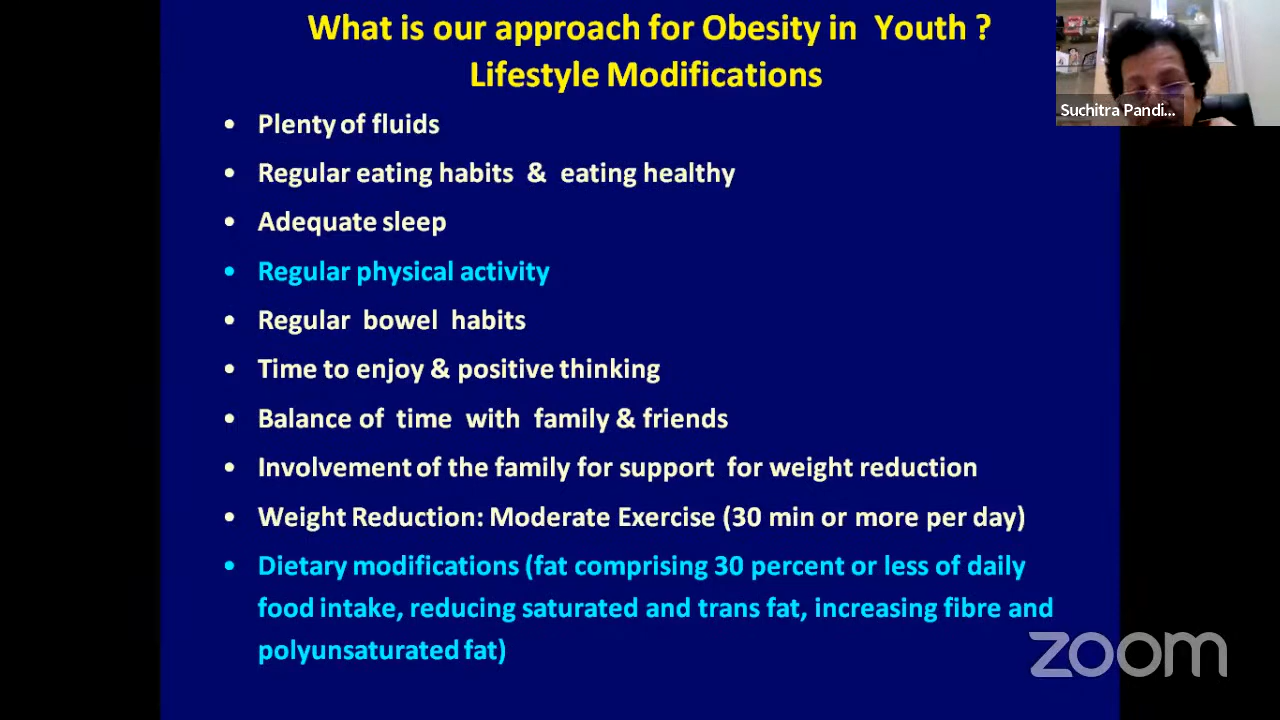 What is our approach for Obesity in Youth ?
Lifestyle Modifications
• Plenty of fluids
• Regular eating habits & eating healthy
• Adequate sleep
• Regular physical activity
• Regular bowel habits
• Time to enjoy & positive thinking
• Balance of time with family & friends
• Involvement of the family for support for weight reduction
• Weight Reduction: Moderate Exercise (30 min or more per day)
• Dietary modifications (fat comprising 30 percent or less of daily
food intake, reducing saturated and trans fat, increasing fibre and
polyunsaturated fat)
Suchitra Pandi...
zoom